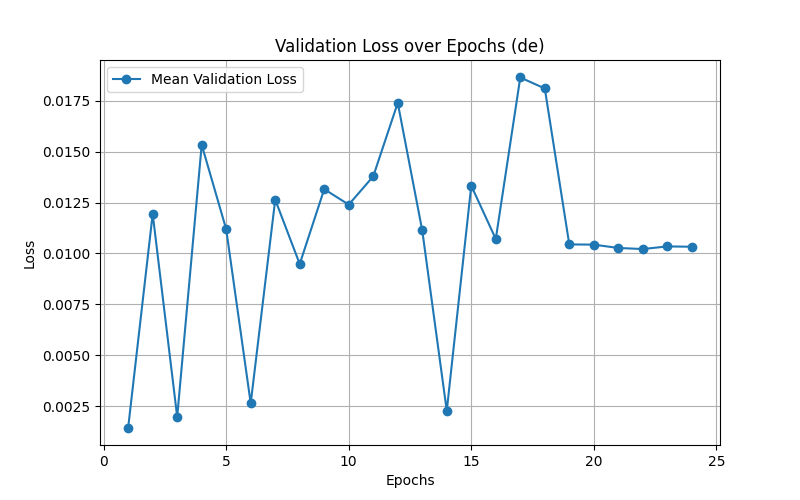 Validation Loss over Epochs (de)
Mean Validation Loss
0.0175
0.0150
0.0125
0.0100
0.0075
0.0050
0.0025
Loss
0 5 10 15 20 25
Epochs